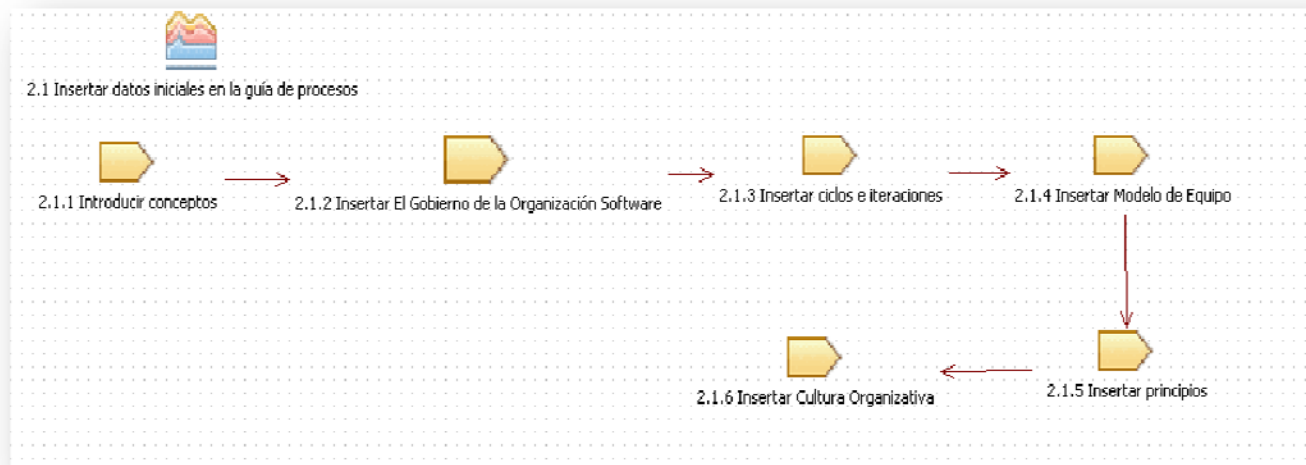 2.1 Insertar datos iniciales en la guía de procesos
2.1.1 Introducir conceptos
2.1.2 Insertar El Gobierno de la Organización Software
2.1.3 Insertar ciclos e iteraciones
2.1.4 Insertar Modelo de Equipo
2.1.6 Insertar Cultura Organizativa
2.1.5 Insertar principios